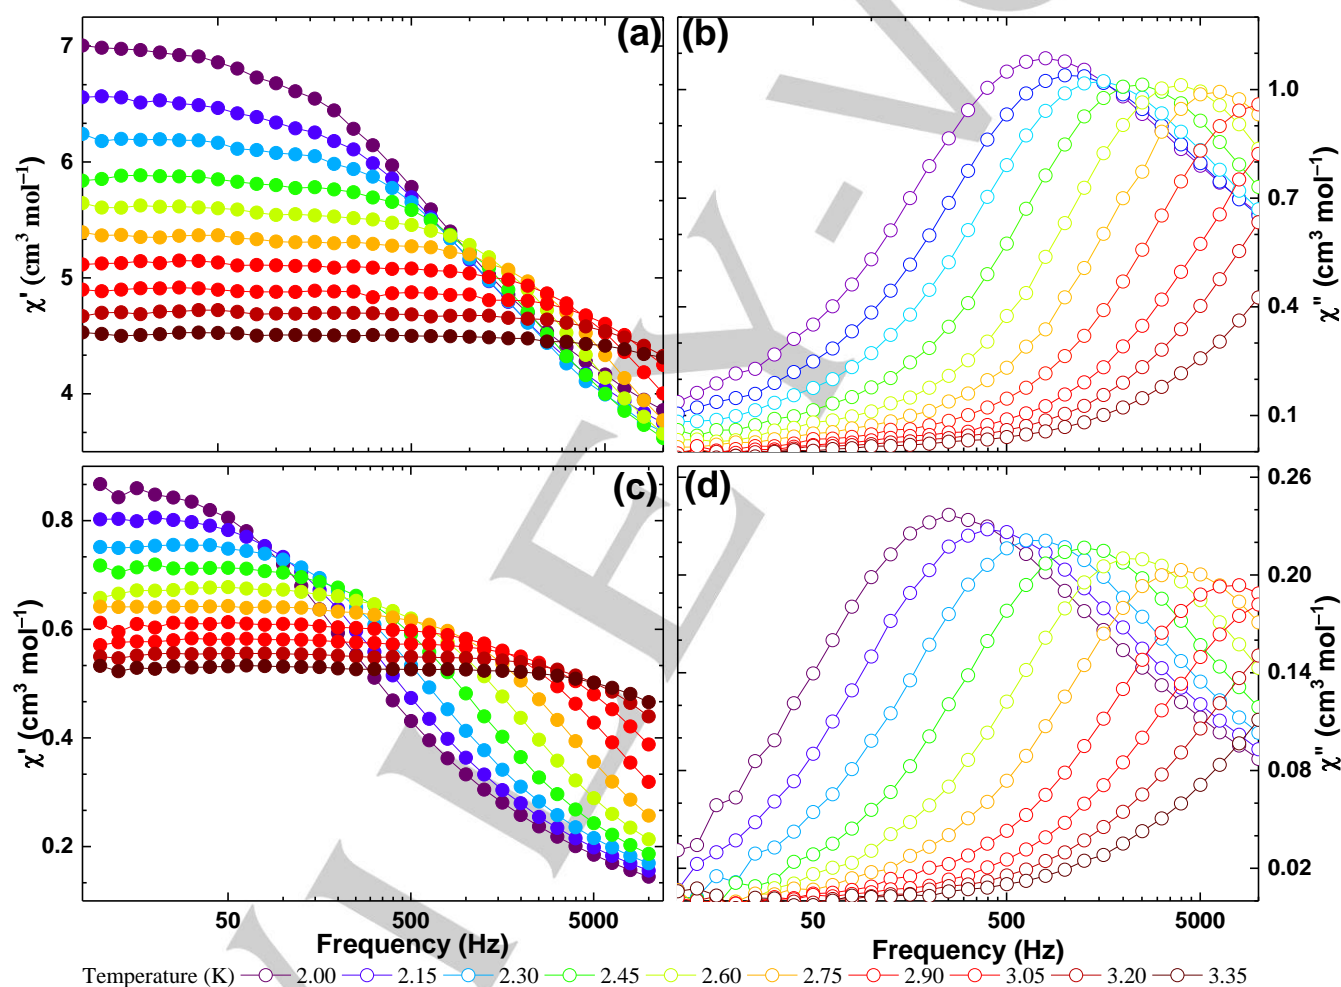 (a)
(b)
7
6
5
4
χ' (cm³ mol⁻¹)
1.0
0.7
0.4
0.1
χ" (cm³ mol⁻¹)
(c)
(d)
0.8
0.6
0.4
0.2
χ' (cm³ mol⁻¹)
0.26
0.20
0.14
0.08
0.02
χ" (cm³ mol⁻¹)
50 500 5000
50 500 5000
Frequency (Hz)
Frequency (Hz)
Temperature (K) 2.00 2.15 2.30 2.45 2.60 2.75 2.90 3.05 3.20 3.35